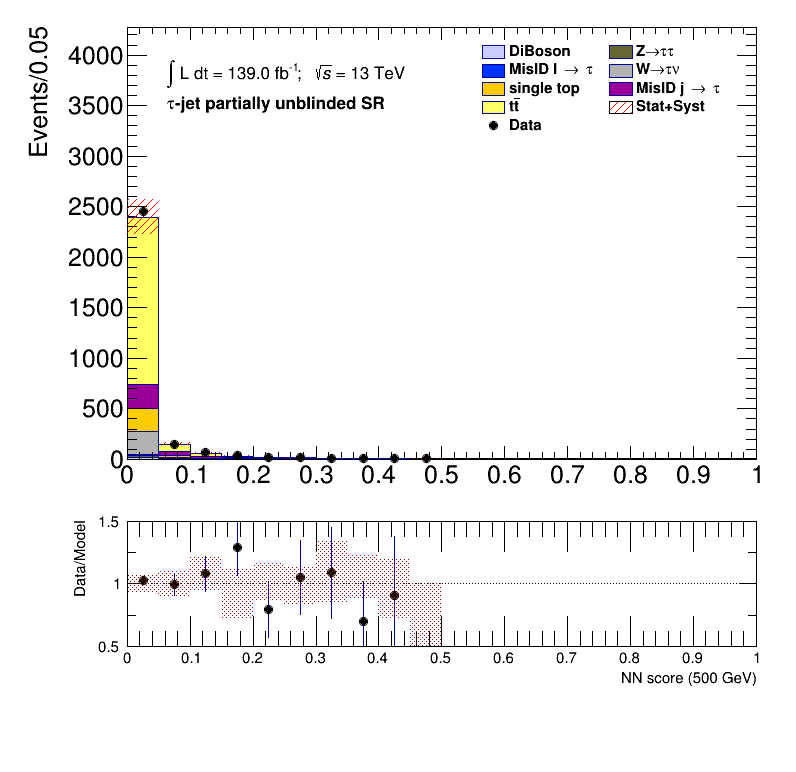 Events/0.05
4000
3500
3000
2500
2000
1500
1000
500
0
∫ L dt = 139.0 fb⁻¹; √s = 13 TeV
τ-jet partially unblinded SR
DiBoson Z→ττ
MisID l → τ W→τν
single top MisID j → τ
tt̄ Stat+Syst
Data
0 0.1 0.2 0.3 0.4 0.5 0.6 0.7 0.8 0.9 1
Data/Model
1.5
1
0.5
0 0.1 0.2 0.3 0.4 0.5 0.6 0.7 0.8 0.9 1
NN score (500 GeV)